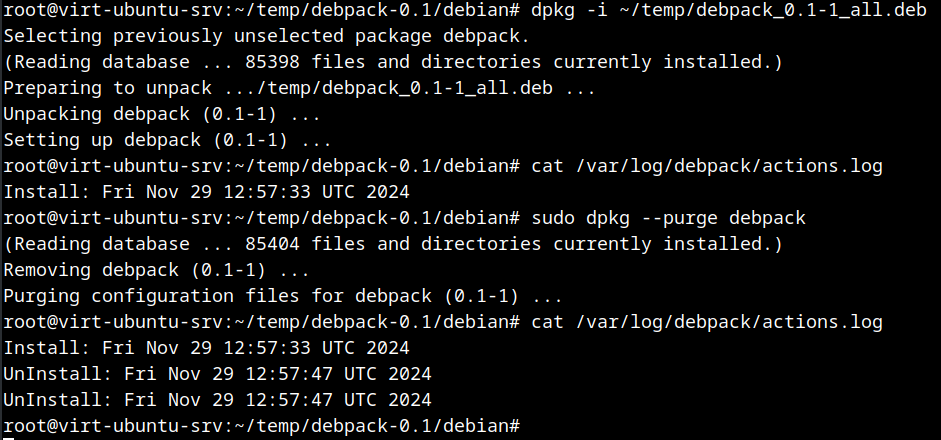 root@virt-ubuntu-srv:~/temp/debpack-0.1/debian# dpkg -i ~/temp/debpack_0.1-1_all.deb
Selecting previously unselected package debpack.
(Reading database ... 85398 files and directories currently installed.)
Preparing to unpack .../temp/debpack_0.1-1_all.deb ...
Unpacking debpack (0.1-1) ...
Setting up debpack (0.1-1) ...
root@virt-ubuntu-srv:~/temp/debpack-0.1/debian# cat /var/log/debpack/actions.log
Install: Fri Nov 29 12:57:33 UTC 2024
root@virt-ubuntu-srv:~/temp/debpack-0.1/debian# sudo dpkg --purge debpack
(Reading database ... 85404 files and directories currently installed.)
Removing debpack (0.1-1) ...
Purging configuration files for debpack (0.1-1) ...
root@virt-ubuntu-srv:~/temp/debpack-0.1/debian# cat /var/log/debpack/actions.log
Install: Fri Nov 29 12:57:33 UTC 2024
UnInstall: Fri Nov 29 12:57:47 UTC 2024
UnInstall: Fri Nov 29 12:57:47 UTC 2024
root@virt-ubuntu-srv:~/temp/debpack-0.1/debian#